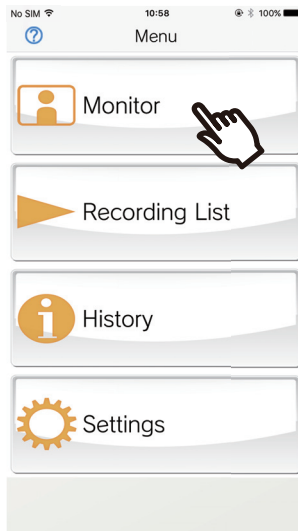 No SIM 10:58 100%
Menu
Monitor
Recording List
History
Settings